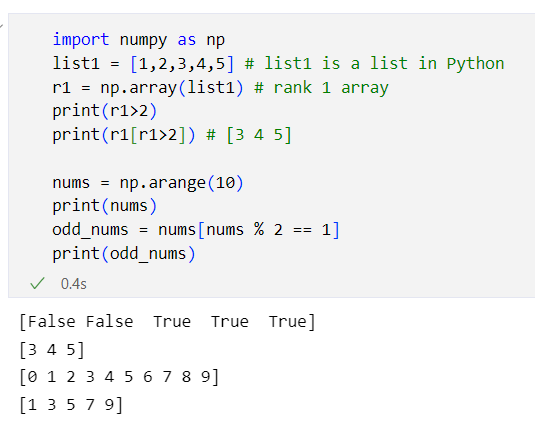 import numpy as np
list1 = [1,2,3,4,5] # list1 is a list in Python
r1 = np.array(list1) # rank 1 array
print(r1>2)
print(r1[r1>2]) # [3 4 5]
nums = np.arange(10)
print(nums)
odd_nums = nums[nums % 2 == 1]
print(odd_nums)
0.4s
[False False  True  True  True]
[3 4 5]
[0 1 2 3 4 5 6 7 8 9]
[1 3 5 7 9]